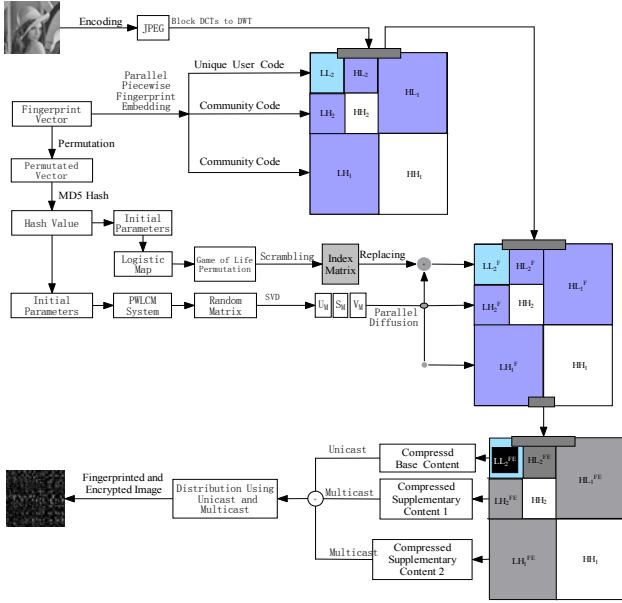 Encoding
JPEG
Block DCTs to DWT
Unique User Code
Parallel
Piecewise
Fingerprint
Embedding
Community Code
Community Code
LL2
HL2
HL1
LH2
HH2
LH1
HH1
Fingerprint
Vector
Permutation
Permutated
Vector
MD5 Hash
Hash Value
Initial
Parameters
Logistic
Map
Game of Life
Permutation
Scrambling
Index
Matrix
Replacing
Initial
Parameters
PWLCM
System
Random
Matrix
SVD
UM
SM
VM
Parallel
Diffusion
LL2F
HL2F
HL1F
LH2F
HH2
LH1F
HH1
Unicast
Compressd
Base Content
Multicast
Compressed
Supplementary
Content 1
Multicast
Compressed
Supplementary
Content 2
LL2FE
HL2FE
HL1FE
LH2FE
HH2
LH1FE
HH1
Distribution Using
Unicast and
Multicast
Fingerprinted and
Encrypted Image